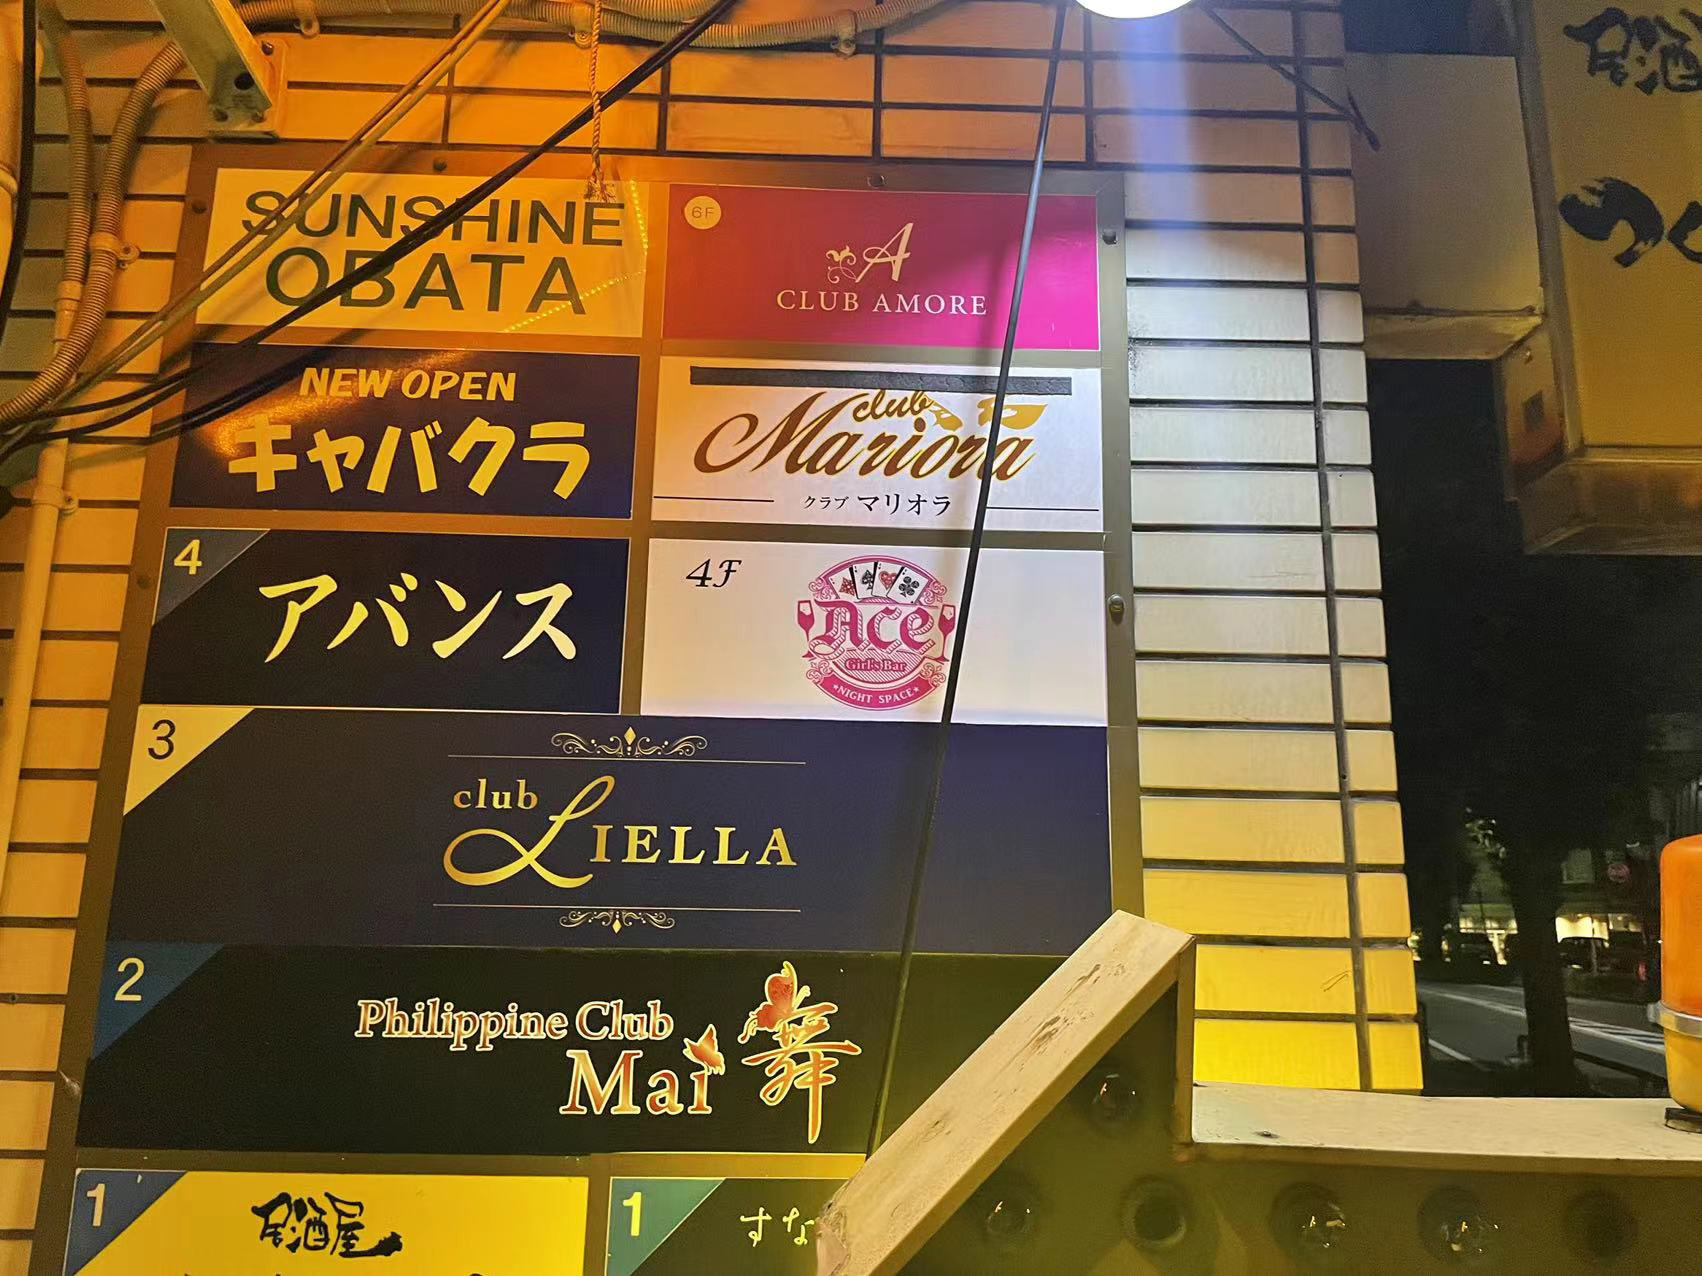 SUNSHINE
OBATA
6F
A
CLUB AMORE
NEW OPEN
キャバクラ
club
Mariora
クラブ マリオラ
4
アバンス
4F
Ace
Girl's Bar
NIGHT SPACE
3
club
LIELLA
2
Philippine Club
Mai
舞
1
居酒屋
1
すな
居酒